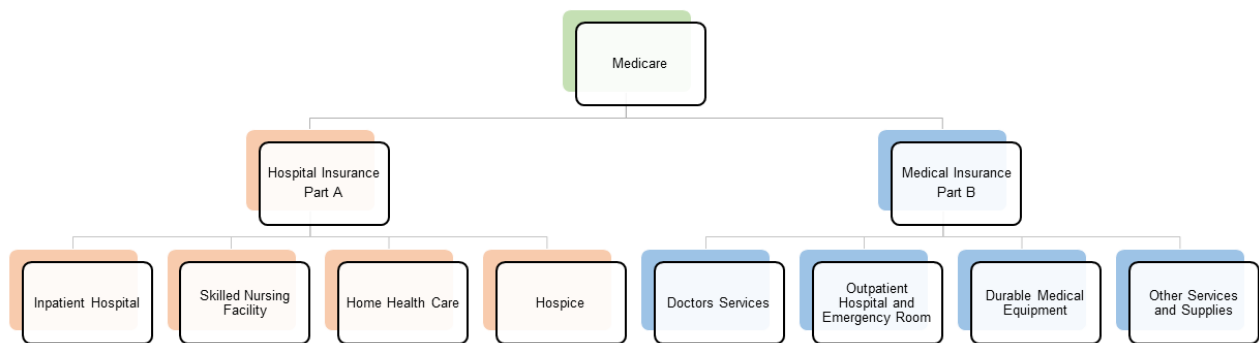 Medicare
Hospital Insurance
Part A
Medical Insurance
Part B
Inpatient Hospital
Skilled Nursing
Facility
Home Health Care
Hospice
Doctors Services
Outpatient
Hospital and
Emergency Room
Durable Medical
Equipment
Other Services
and Supplies